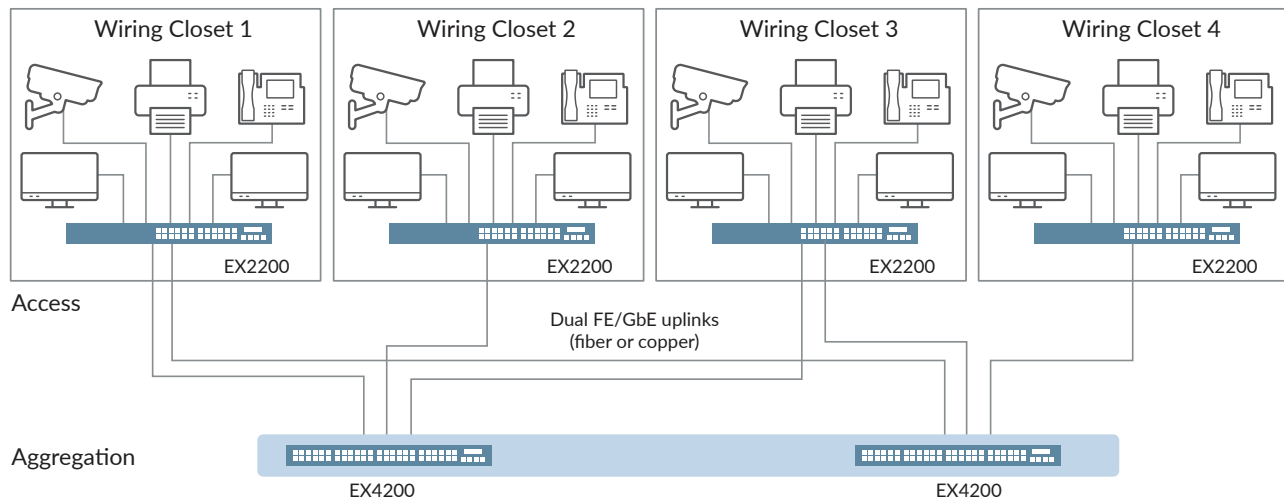 Wiring Closet 1
Wiring Closet 2
Wiring Closet 3
Wiring Closet 4
EX2200
EX2200
EX2200
EX2200
Access
Dual FE/GbE uplinks
(fiber or copper)
Aggregation
EX4200
EX4200